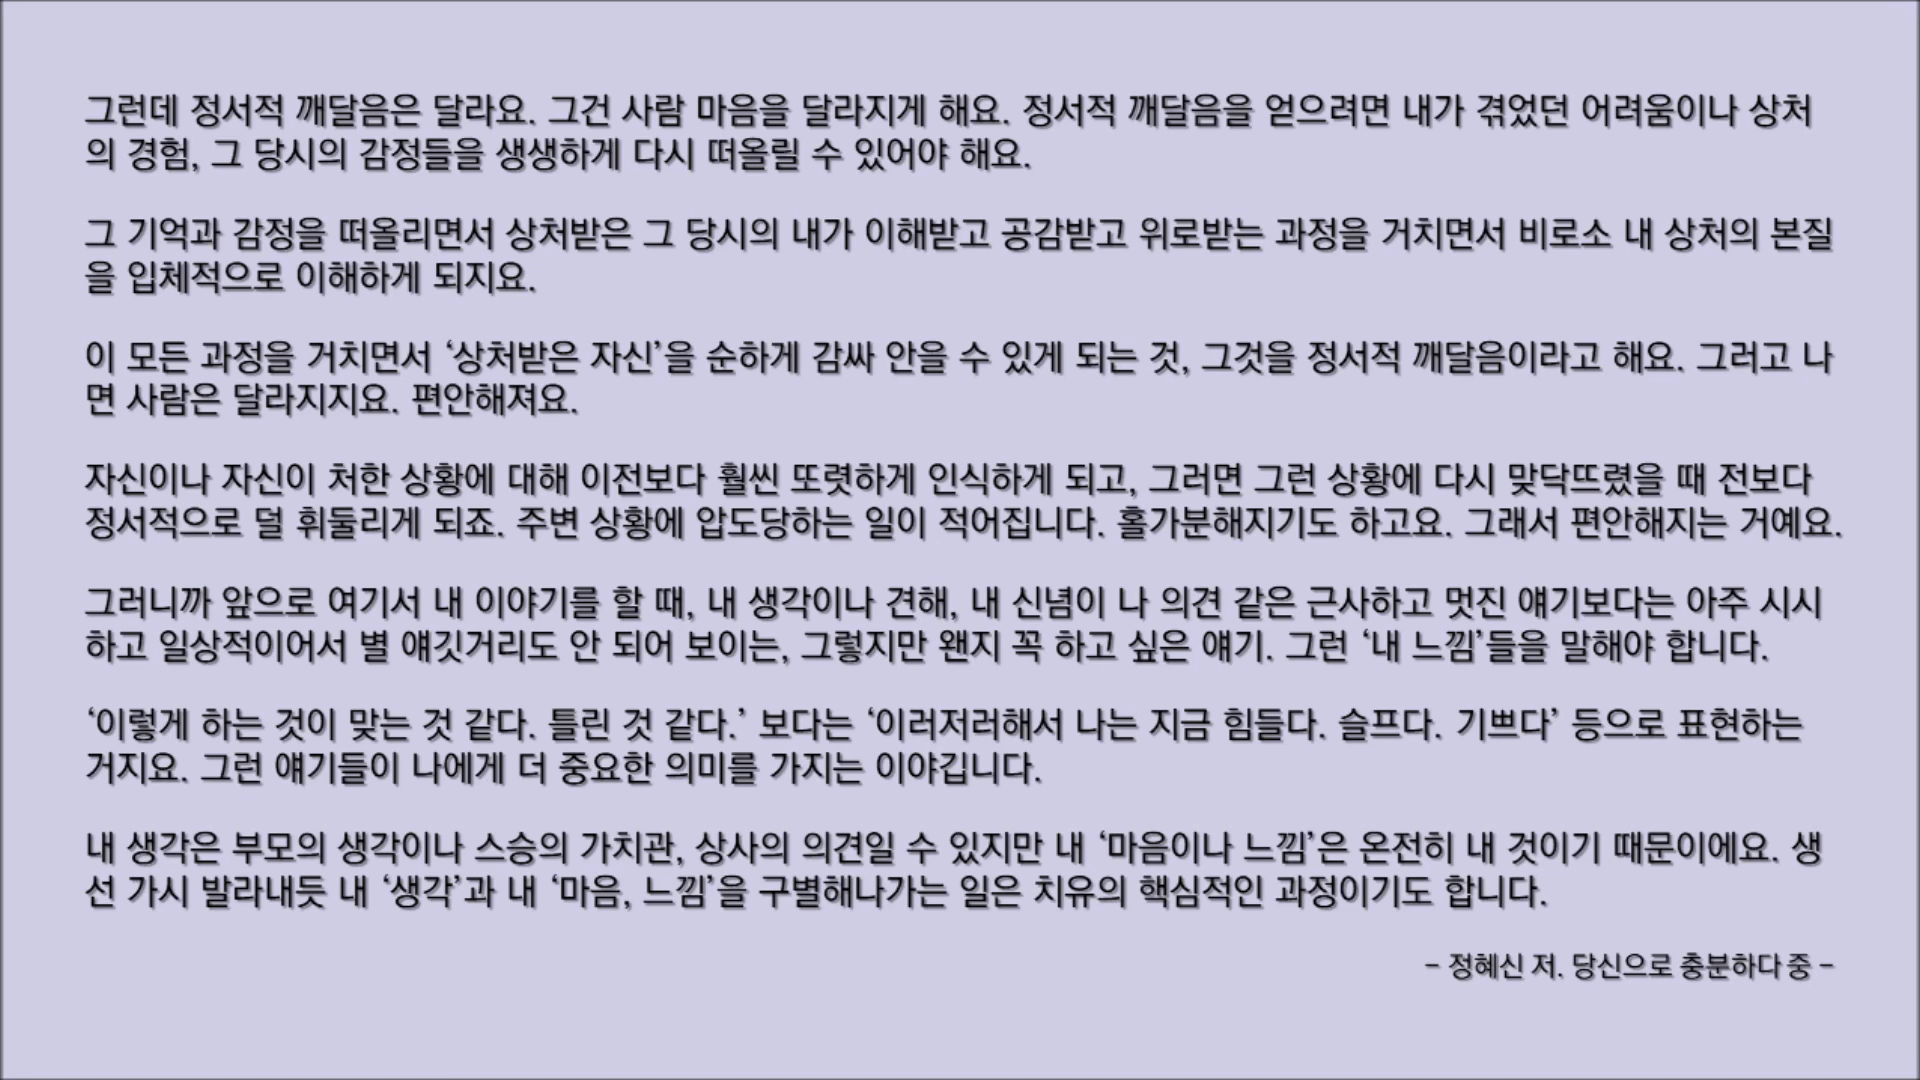 그런데 정서적 깨달음은 달라요. 그건 사람 마음을 달라지게 해요. 정서적 깨달음을 얻으려면 내가 겪었던 어려움이나 상처
의 경험, 그 당시의 감정들을 생생하게 다시 떠올릴 수 있어야 해요.
그 기억과 감정을 떠올리면서 상처받은 그 당시의 내가 이해받고 공감받고 위로받는 과정을 거치면서 비로소 내 상처의 본질
을 입체적으로 이해하게 되지요.
이 모든 과정을 거치면서 ‘상처받은 자신’을 순하게 감싸 안을 수 있게 되는 것, 그것을 정서적 깨달음이라고 해요. 그러고 나
면 사람은 달라지지요. 편안해져요.
자신이나 자신이 처한 상황에 대해 이전보다 훨씬 또렷하게 인식하게 되고, 그러면 그런 상황에 다시 맞닥뜨렸을 때 전보다
정서적으로 덜 휘둘리게 되죠. 주변 상황에 압도당하는 일이 적어집니다. 홀가분해지기도 하고요. 그래서 편안해지는 거예요.
그러니까 앞으로 여기서 내 이야기를 할 때, 내 생각이나 견해, 내 신념이 나 의견 같은 근사하고 멋진 얘기보다는 아주 시시
하고 일상적이어서 별 얘깃거리도 안 되어 보이는, 그렇지만 왠지 꼭 하고 싶은 얘기. 그런 ‘내 느낌’들을 말해야 합니다.
‘이렇게 하는 것이 맞는 것 같다. 틀린 것 같다.’ 보다는 ‘이러저러해서 나는 지금 힘들다. 슬프다. 기쁘다’ 등으로 표현하는
거지요. 그런 얘기들이 나에게 더 중요한 의미를 가지는 이야깁니다.
내 생각은 부모의 생각이나 스승의 가치관, 상사의 의견일 수 있지만 내 ‘마음이나 느낌’은 온전히 내 것이기 때문이에요. 생
선 가시 발라내듯 내 ‘생각’과 내 ‘마음, 느낌’을 구별해나가는 일은 치유의 핵심적인 과정이기도 합니다.
- 정혜신 저. 당신으로 충분하다 중 -